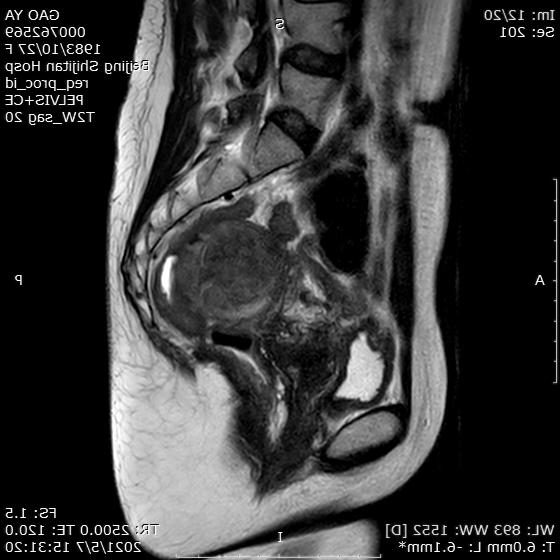 GAO YA
000762569
1983/10/27 F
Beijing Shijitan Hosp
req_proc_id
PELVIS+CE
T2W_sag 20
Im: 12/20
Se: 201
S
P
A
I
FS: 1.5
TR: 2500.0 TE: 120.0
2021/5/7 15:31:20
WL: 893 WW: 1552 [D]
T: 6.0mm L: -6.1mm*